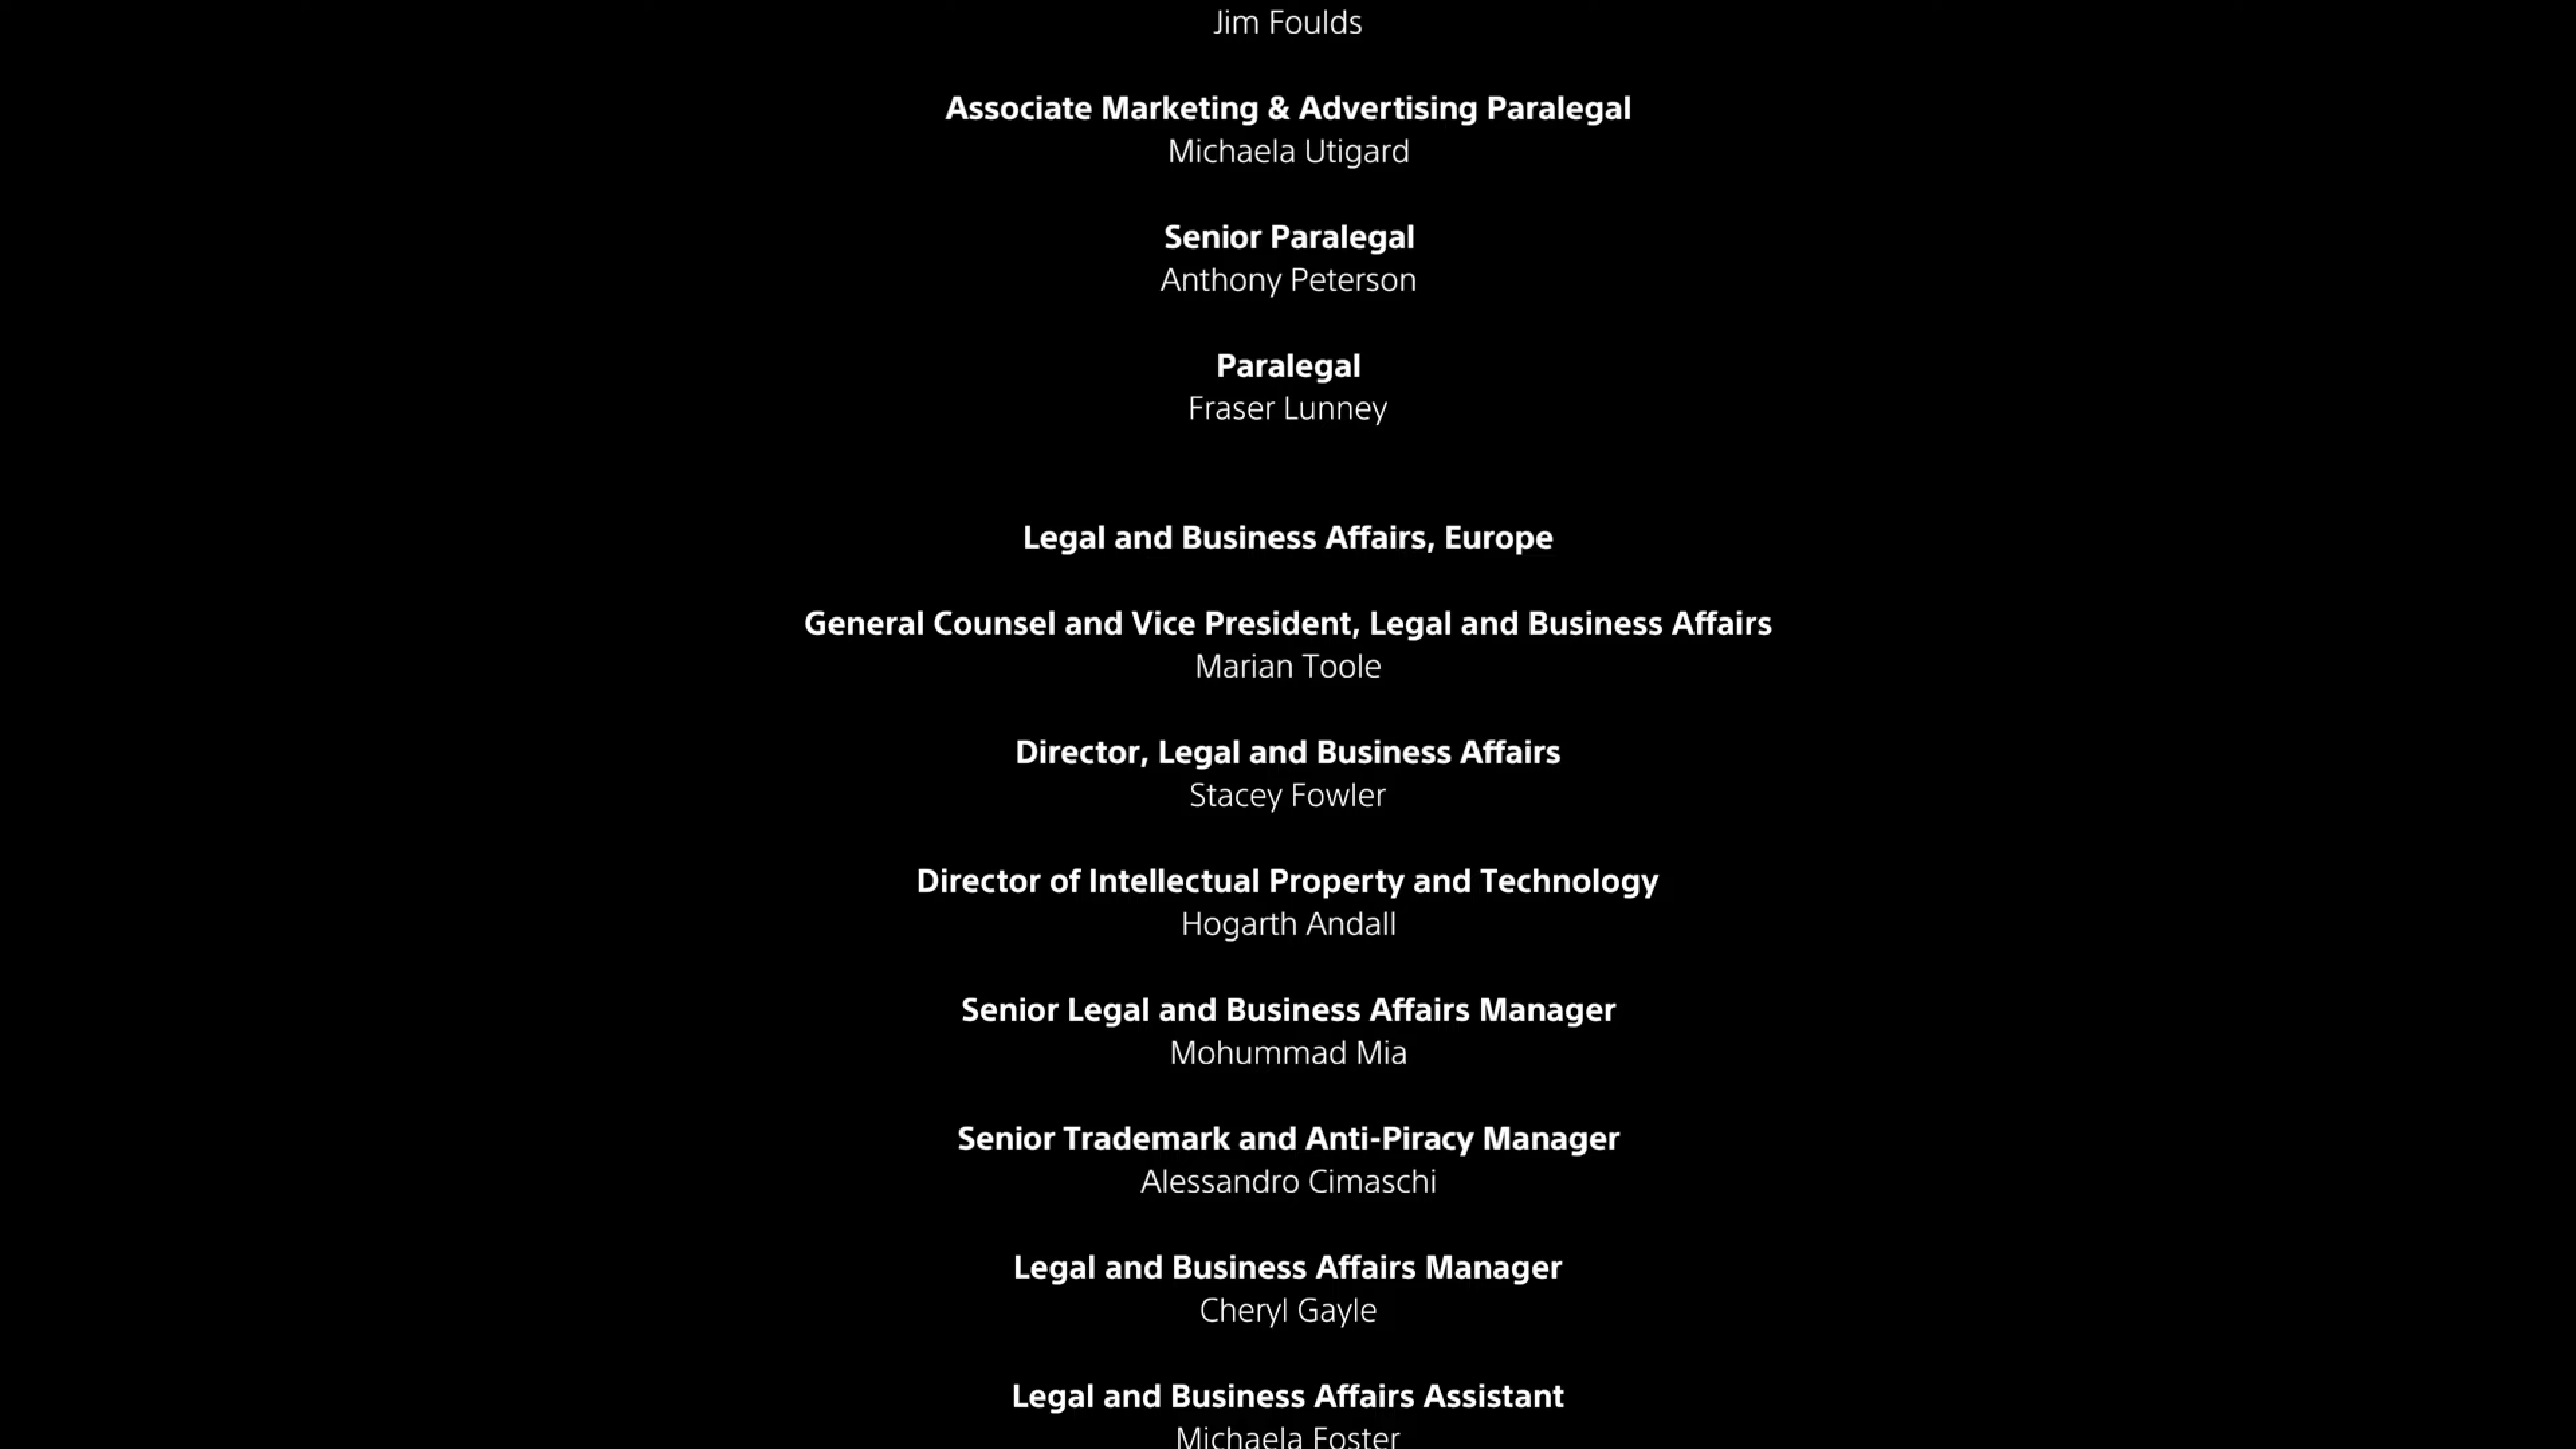 Jim Foulds
Associate Marketing & Advertising Paralegal
Michaela Utigard
Senior Paralegal
Anthony Peterson
Paralegal
Fraser Lunney
Legal and Business Affairs, Europe
General Counsel and Vice President, Legal and Business Affairs
Marian Toole
Director, Legal and Business Affairs
Stacey Fowler
Director of Intellectual Property and Technology
Hogarth Andall
Senior Legal and Business Affairs Manager
Mohummad Mia
Senior Trademark and Anti-Piracy Manager
Alessandro Cimaschi
Legal and Business Affairs Manager
Cheryl Gayle
Legal and Business Affairs Assistant
Michaela Foster